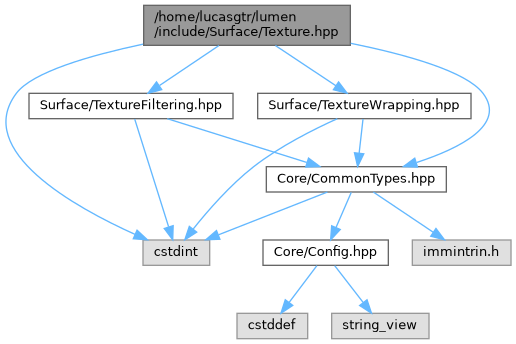 /home/lucasgtr/lumen
/include/Surface/Texture.hpp
Surface/TextureFiltering.hpp
Surface/TextureWrapping.hpp
Core/CommonTypes.hpp
cstdint
Core/Config.hpp
immintrin.h
cstddef
string_view